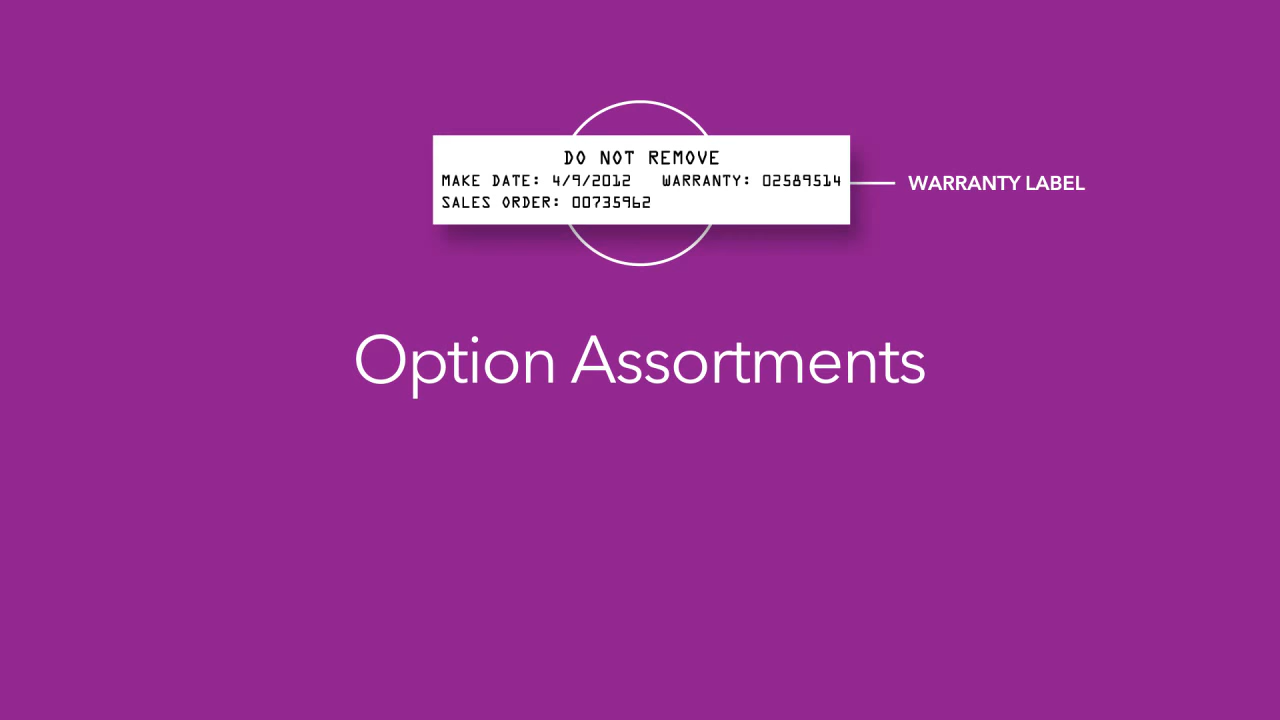 DO NOT REMOVE
MAKE DATE: 4/9/2012 WARRANTY: 02589514
SALES ORDER: 00735962
WARRANTY LABEL
Option Assortments